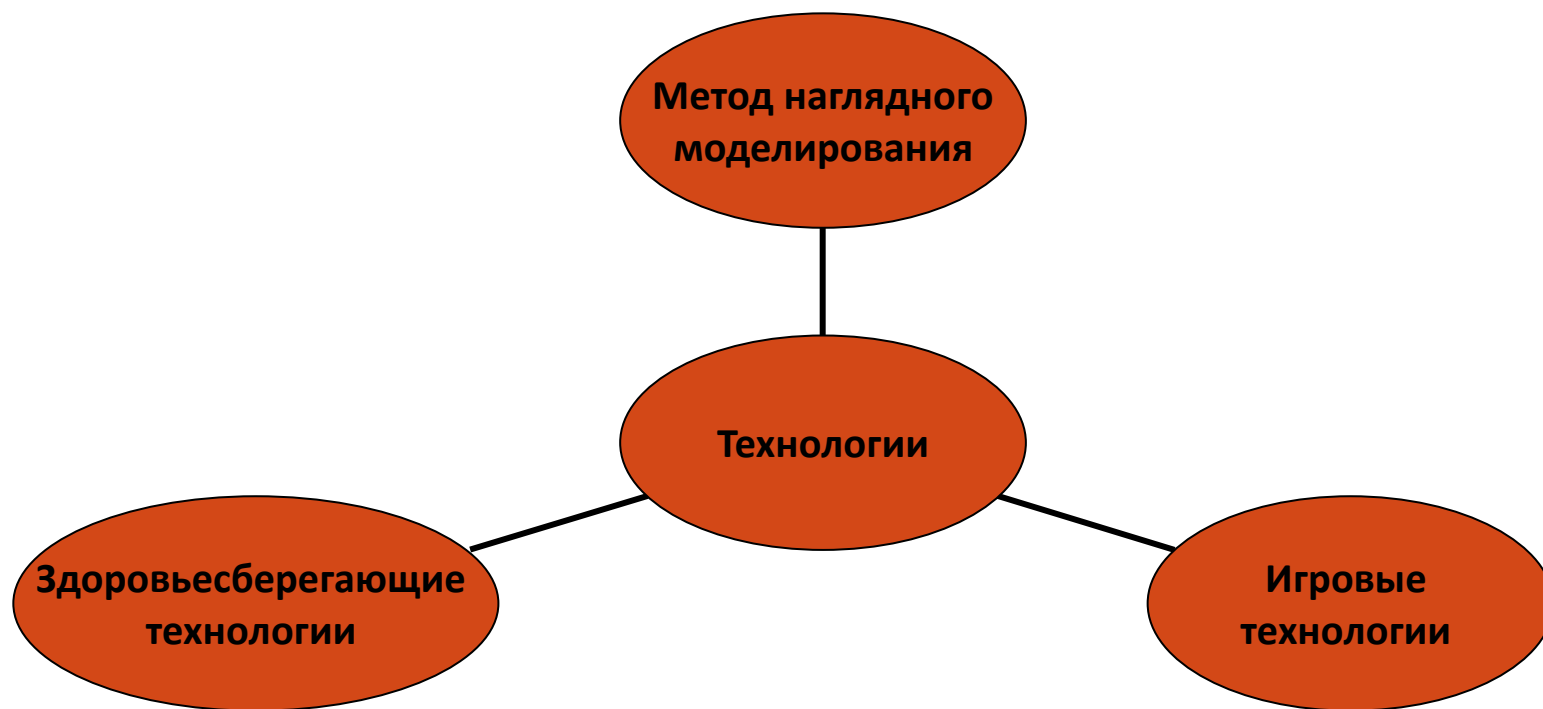 Метод наглядного
моделирования
Технологии
Здоровьесберегающие
технологии
Игровые
технологии